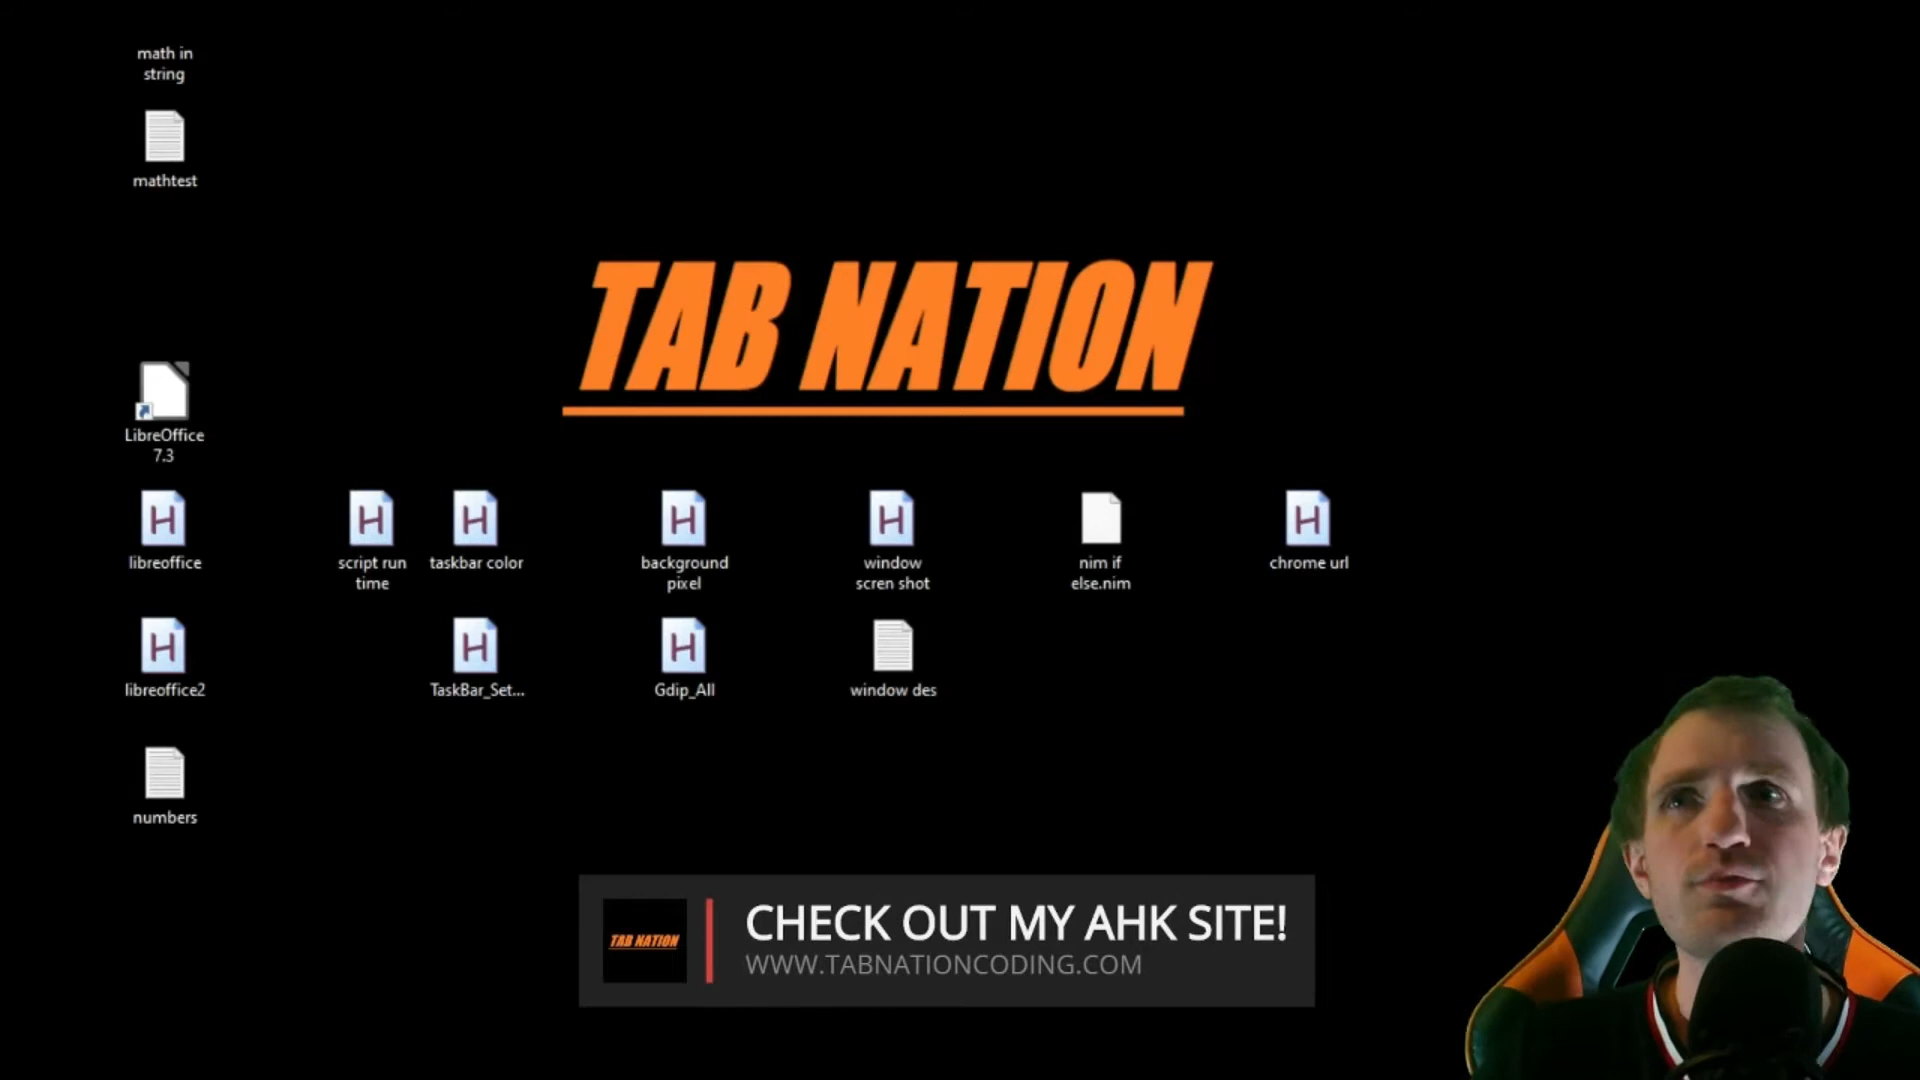 math in
string
mathtest
TAB NATION
LibreOffice
7.3
libreoffice
script run
time
taskbar color
background
pixel
window
scren shot
nim if
else.nim
chrome url
libreoffice2
TaskBar_Set...
Gdip_All
window des
numbers
TAB NATION
CHECK OUT MY AHK SITE!
WWW.TABNATIONCODING.COM